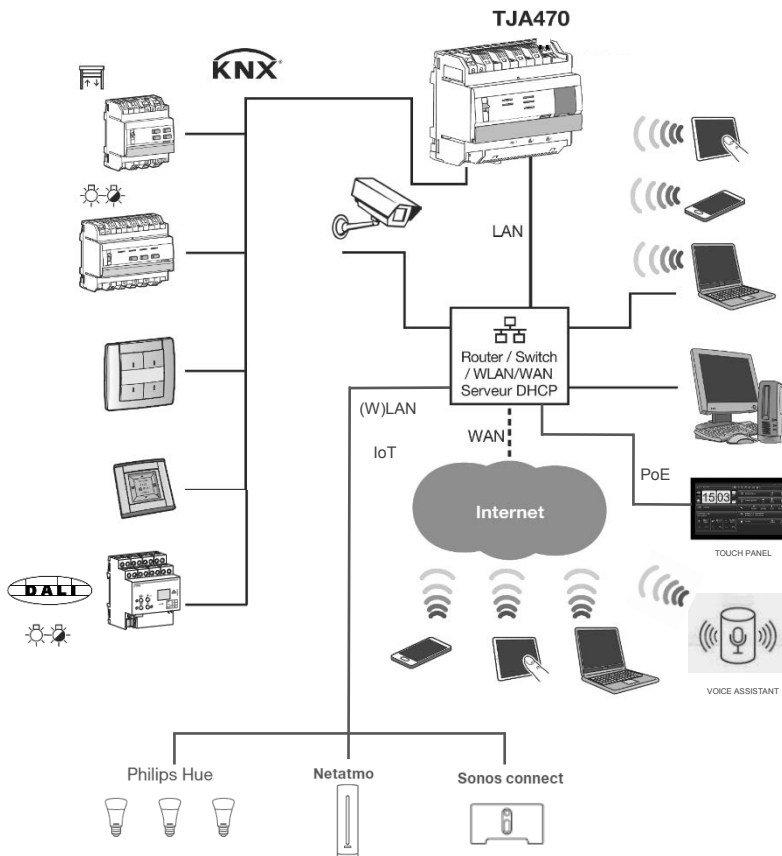 TJA470
KNX
LAN
Router / Switch
/ WLAN/WAN
Serveur DHCP
(W)LAN
IoT
WAN
PoE
Internet
15 03
TOUCH PANEL
DALI
VOICE ASSISTANT
Philips Hue
Netatmo
Sonos connect